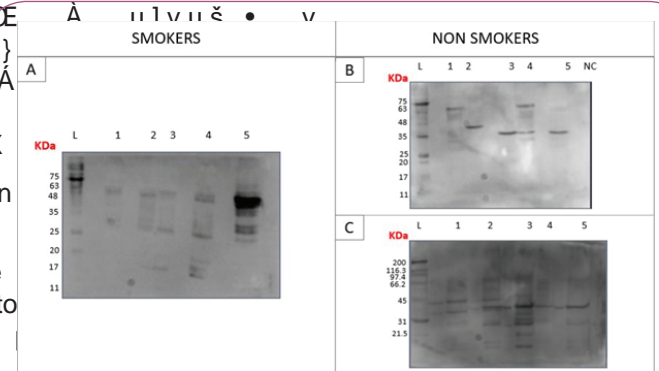 Œ À u l v u š • v
SMOKERS
NON SMOKERS
}
Á
A
KDa
L 1 2 3 4 5
75
63
48
35
25
20
17
11
B
KDa
L 1 2 3 4 5 NC
75
63
48
35
25
20
17
11
n
to
C
KDa
L 1 2 3 4 5
200
116.3
97.4
66.2
45
31
21.5